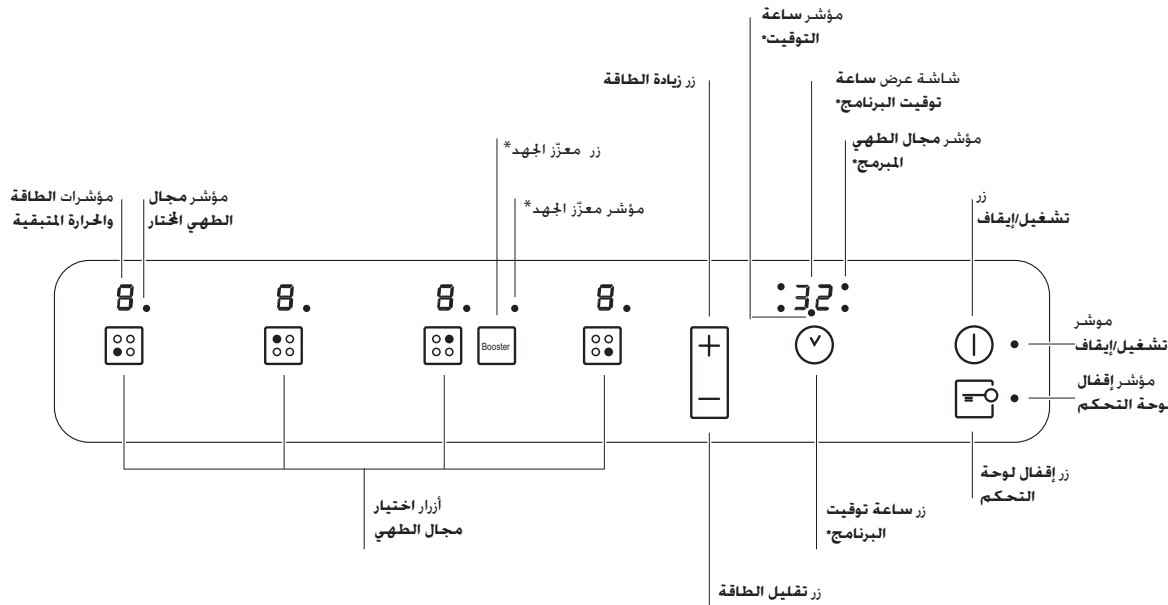 مؤشر ساعة
التوقيت*
شاشة عرض ساعة
توقيت البرنامج*
زر زيادة الطاقة
مؤشر مجال الطهي
المبرمج*
زر معزّز الجهد*
مؤشر معزّز الجهد*
زر
تشغيل/إيقاف
مؤشر مجال
الطهي المختار
مؤشرات الطاقة
والحرارة المتبقية
8.
8.
8.
8.
32
Booster
موشر
تشغيل/إيقاف
مؤشر إقفال
لوحة التحكم
زر إقفال لوحة
التحكم
أزرار اختيار
مجال الطهي
زر ساعة توقيت
البرنامج*
زر تقليل الطاقة